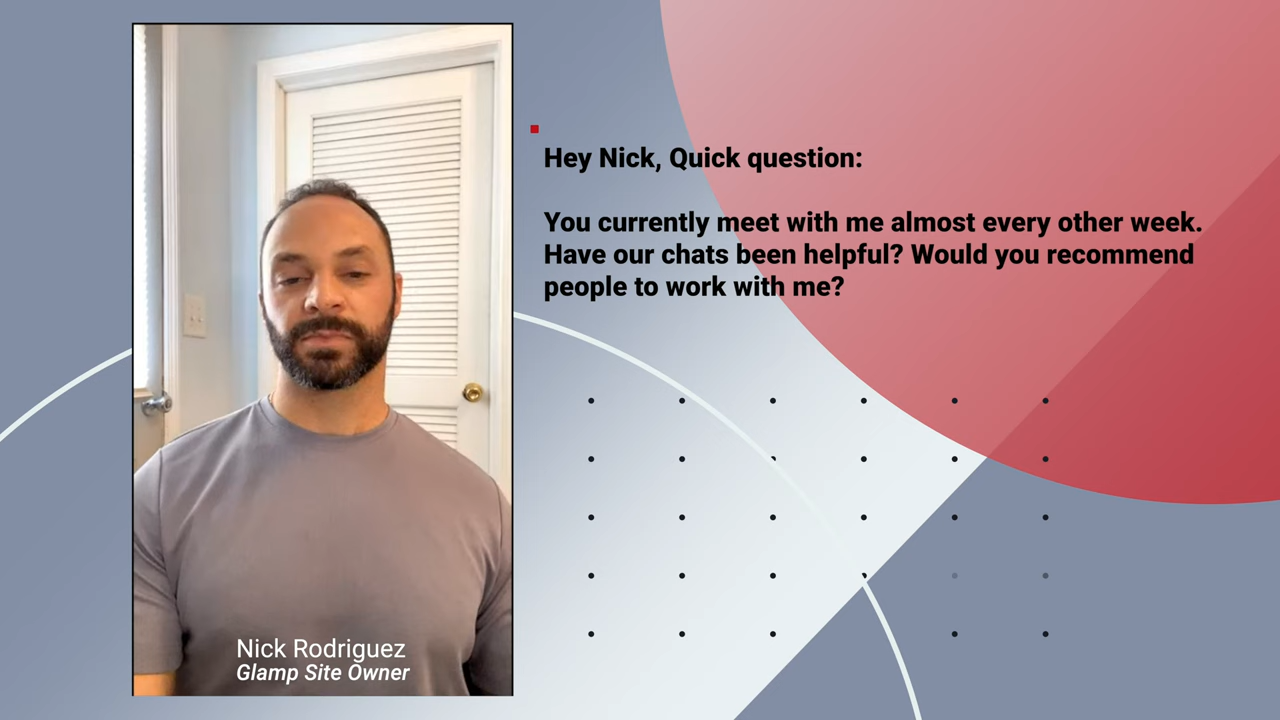 Hey Nick, Quick question:
You currently meet with me almost every other week.
Have our chats been helpful? Would you recommend
people to work with me?
Nick Rodriguez
Glamp Site Owner